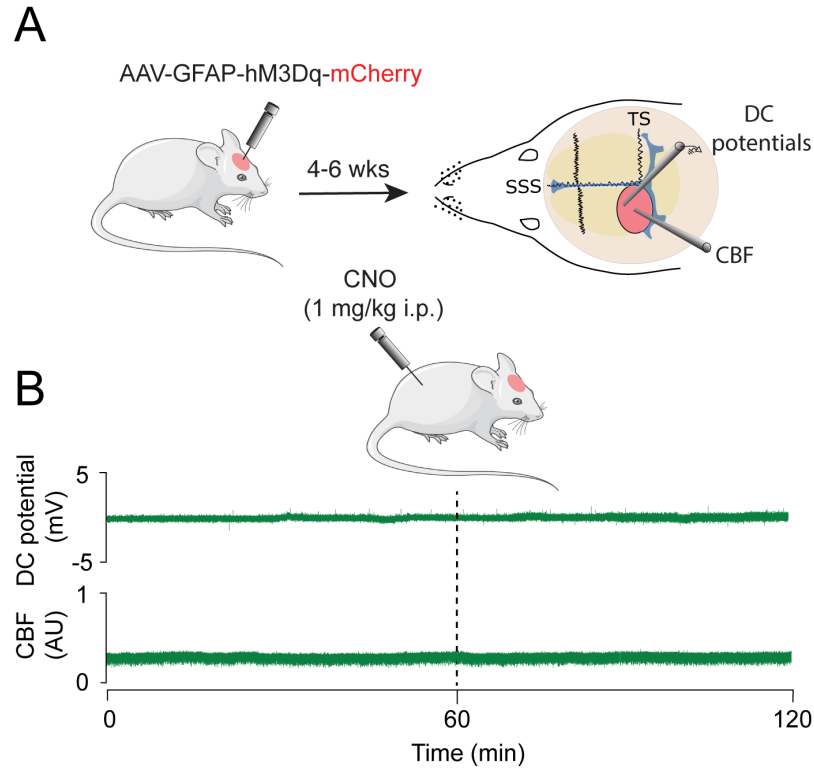 A
AAV-GFAP-hM3Dq-mCherry
4-6 wks
TS
DC
potentials
SSS
CBF
CNO
(1 mg/kg i.p.)
B
DC potential
(mV)
5
-5
CBF
(AU)
1
0
0
60
120
Time (min)